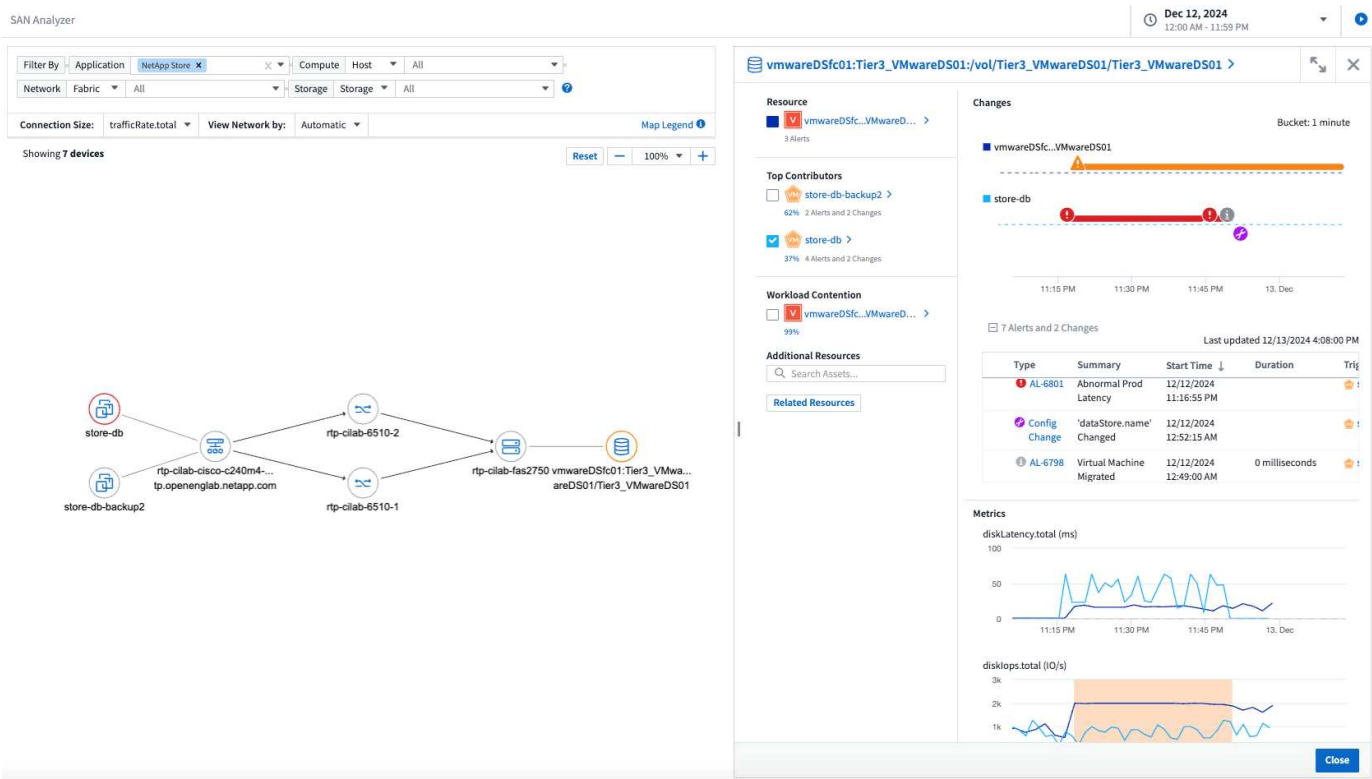 SAN Analyzer
Dec 12, 2024
12:00 AM - 11:59 PM
Filter By Application NetApp Store x Compute Host All
Network Fabric All Storage Storage All
Connection Size: trafficRate.total View Network by: Automatic Map Legend
Showing 7 devices
Reset 100%
store-db
store-db-backup2
rtp-cilab-cisco-c240m4-...
tp.openenglab.netapp.com
rtp-cilab-6510-2
rtp-cilab-6510-1
rtp-cilab-fas2750
vmwareDSfc01:Tier3_VMwa...
areDS01/Tier3_VMwareDS01
vmwareDSfc01:Tier3_VMwareDS01:/vol/Tier3_VMwareDS01/Tier3_VMwareDS01
Resource
V vmwareDSfc...VMwareD...
3 Alerts
Top Contributors
VM store-db-backup2
62% 2 Alerts and 2 Changes
VM store-db
37% 4 Alerts and 2 Changes
Workload Contention
V vmwareDSfc...VMwareD...
99%
Additional Resources
Search Assets...
Related Resources
Changes
Bucket: 1 minute
vmwareDSfc...VMwareDS01
store-db
11:15 PM 11:30 PM 11:45 PM 13. Dec
7 Alerts and 2 Changes
Last updated 12/13/2024 4:08:00 PM
Type Summary Start Time Duration Trig
AL-6801 Abnormal Prod Latency 12/12/2024 11:16:55 PM
Config Change 'dataStore.name' Changed 12/12/2024 12:52:15 AM
AL-6798 Virtual Machine Migrated 12/12/2024 12:49:00 AM 0 milliseconds
Metrics
diskLatency.total (ms)
100
50
0
11:15 PM 11:30 PM 11:45 PM 13. Dec
diskIops.total (IO/s)
3k
2k
1k
Close